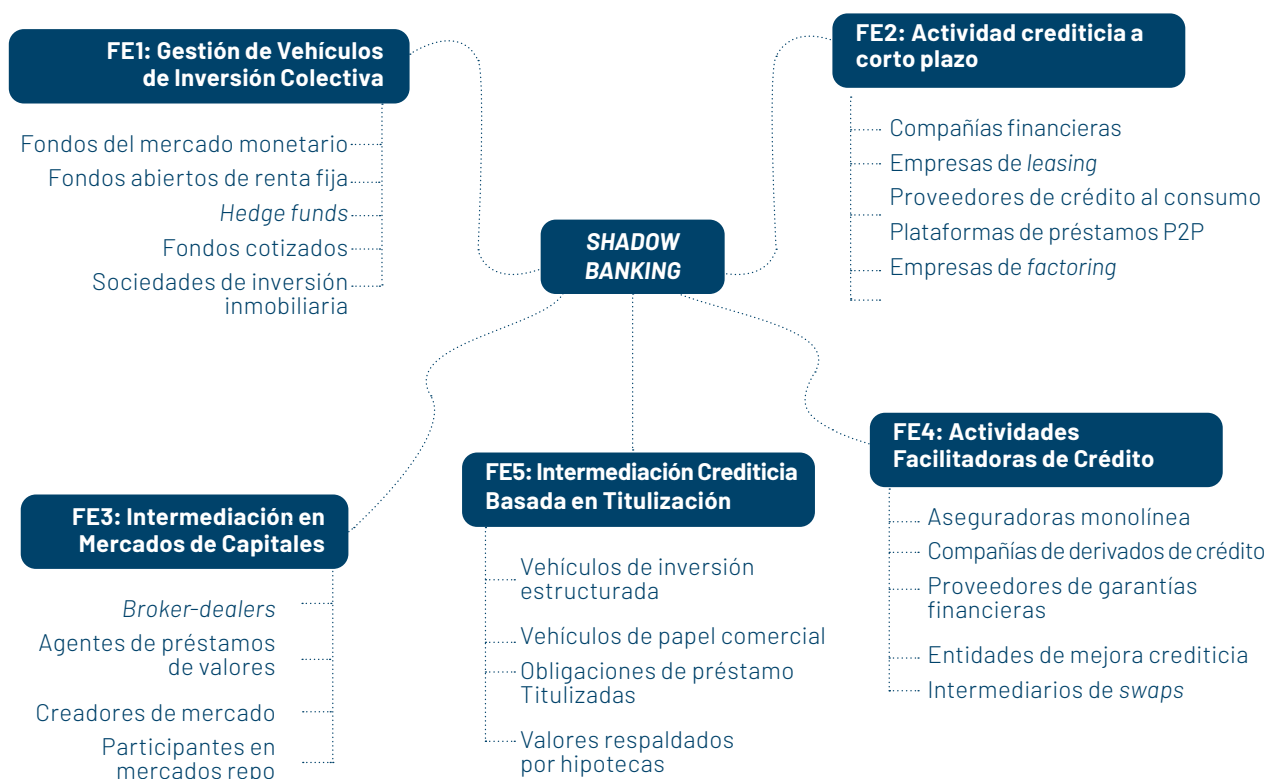 FE1: Gestión de Vehículos
de Inversión Colectiva
Fondos del mercado monetario
Fondos abiertos de renta fija
Hedge funds
Fondos cotizados
Sociedades de inversión
inmobiliaria
FE2: Actividad crediticia a
corto plazo
Compañías financieras
Empresas de leasing
Proveedores de crédito al consumo
Plataformas de préstamos P2P
Empresas de factoring
SHADOW
BANKING
FE3: Intermediación en
Mercados de Capitales
Broker-dealers
Agentes de préstamos
de valores
Creadores de mercado
Participantes en
mercados repo
FE5: Intermediación Crediticia
Basada en Titulización
Vehículos de inversión
estructurada
Vehículos de papel comercial
Obligaciones de préstamo
Titulizadas
Valores respaldados
por hipotecas
FE4: Actividades
Facilitadoras de Crédito
Aseguradoras monolínea
Compañías de derivados de crédito
Proveedores de garantías
financieras
Entidades de mejora crediticia
Intermediarios de swaps